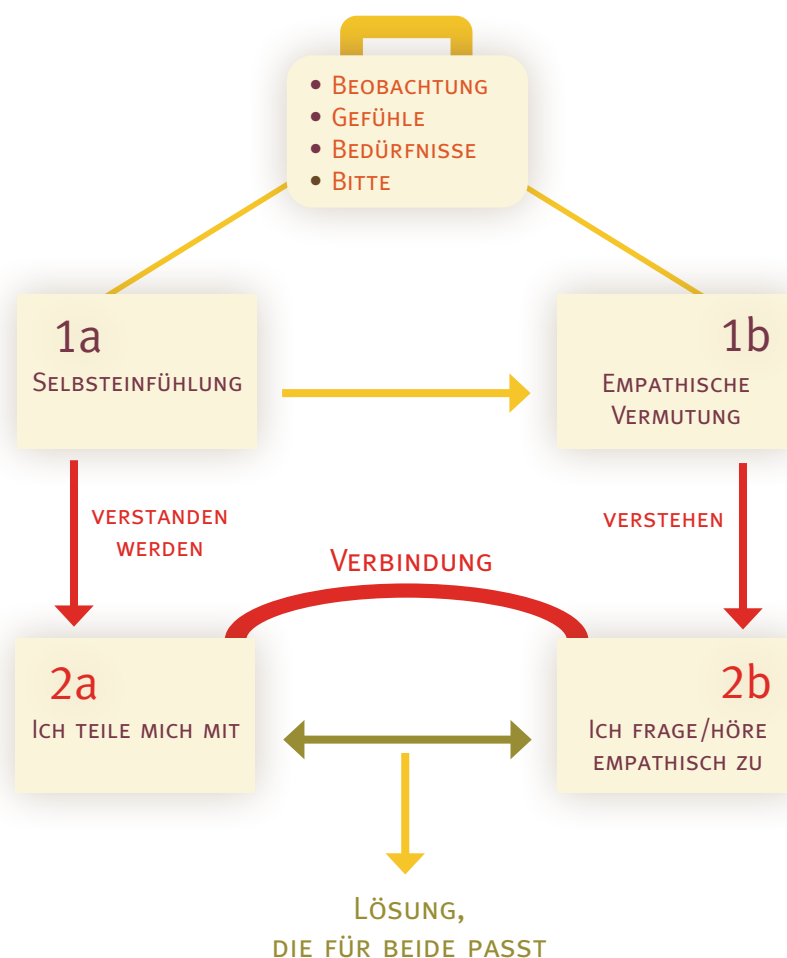 • Beobachtung
• Gefühle
• Bedürfnisse
• Bitte
1a
Selbsteinfühlung
1b
Empathische
Vermutung
verstanden
werden
verstehen
Verbindung
2a
Ich teile mich mit
2b
Ich frage/höre
empathisch zu
Lösung,
die für beide passt